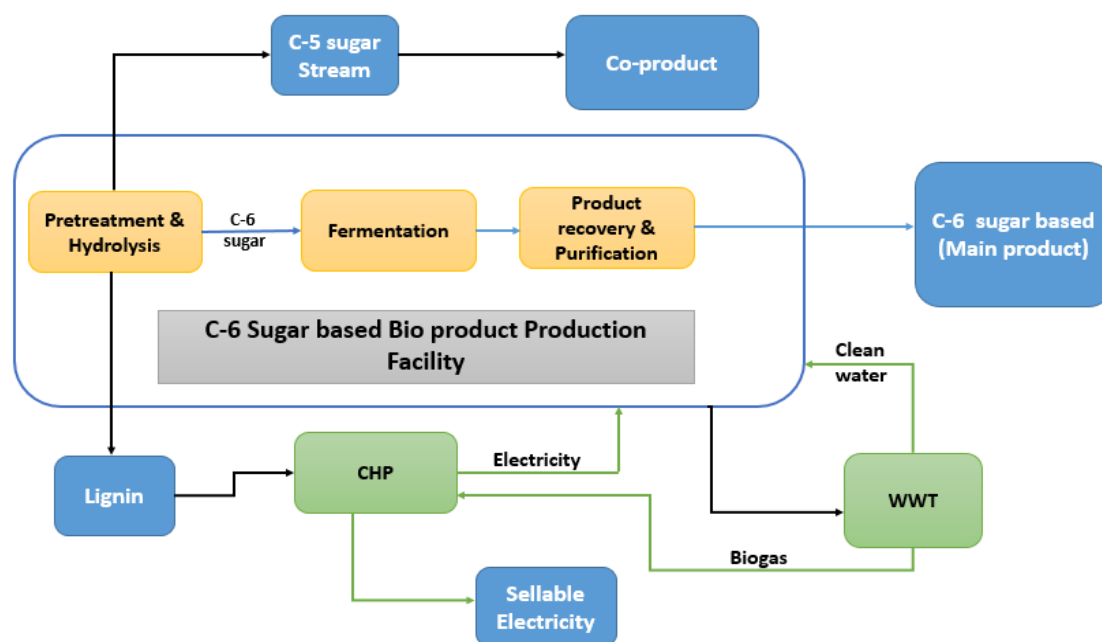 C-5 sugar
Stream
Co-product
Pretreatment &
Hydrolysis
C-6
sugar
Fermentation
Product
recovery &
Purification
C-6 sugar based
(Main product)
C-6 Sugar based Bio product Production
Facility
Clean
water
Lignin
CHP
Electricity
WWT
Biogas
Sellable
Electricity